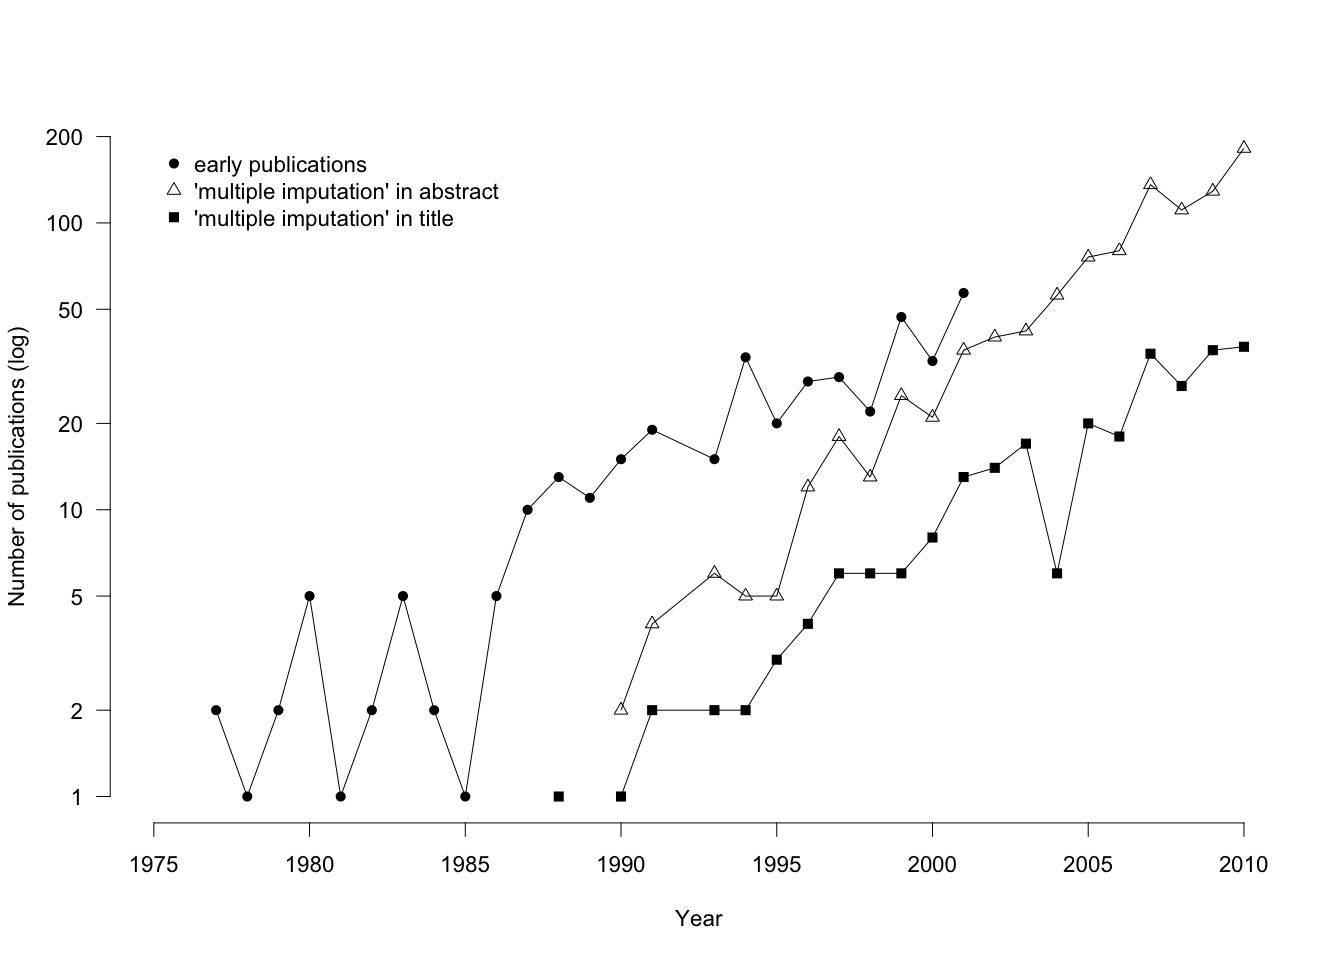 200
100
50
20
10
5
2
1
Number of publications (log)
early publications
'multiple imputation' in abstract
'multiple imputation' in title
1975 1980 1985 1990 1995 2000 2005 2010
Year